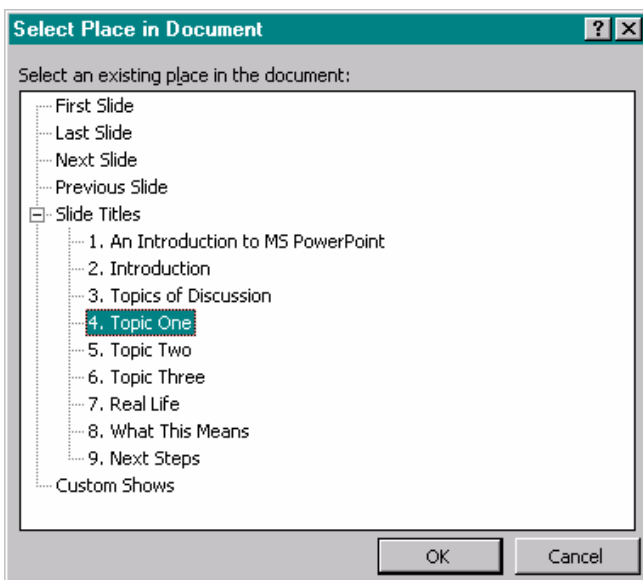 Select Place in Document
Select an existing place in the document:
First Slide
Last Slide
Next Slide
Previous Slide
Slide Titles
1. An Introduction to MS PowerPoint
2. Introduction
3. Topics of Discussion
4. Topic One
5. Topic Two
6. Topic Three
7. Real Life
8. What This Means
9. Next Steps
Custom Shows
OK Cancel